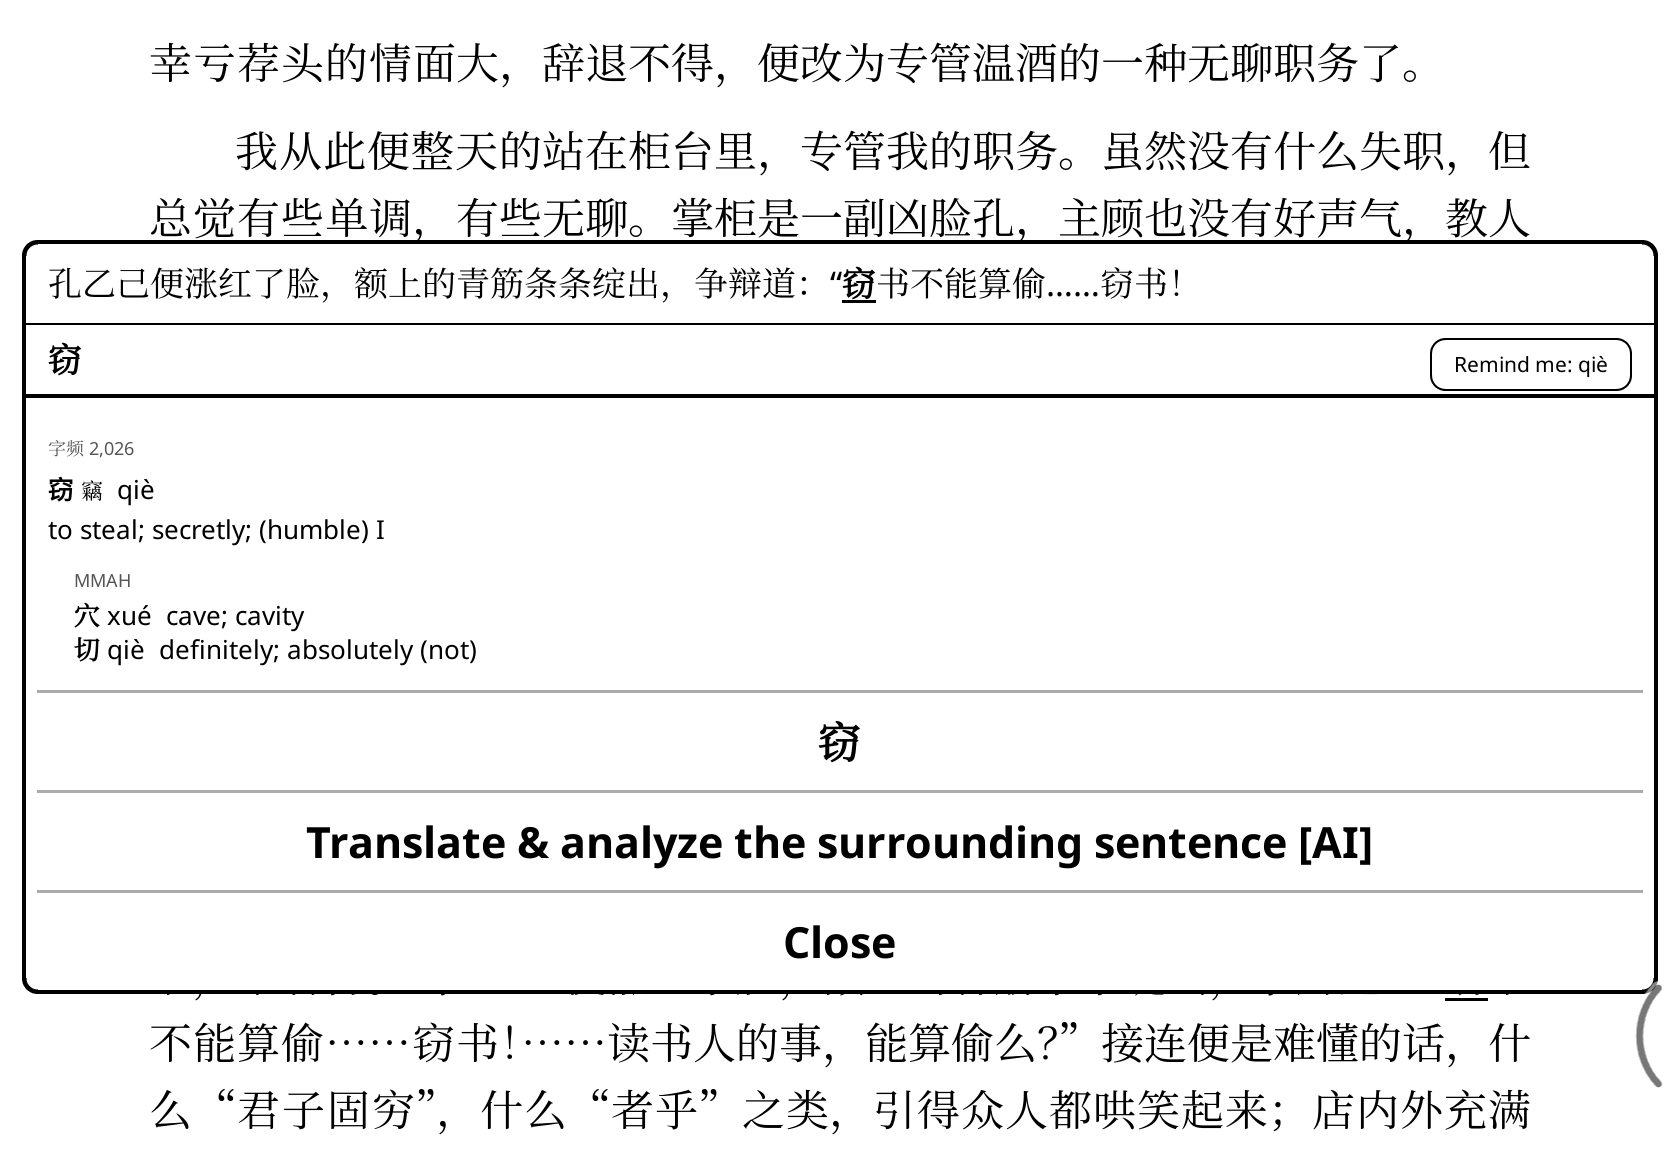 幸亏荐头的情面大，辞退不得，便改为专管温酒的一种无聊职务了。
我从此便整天的站在柜台里，专管我的职务。虽然没有什么失职，但
总觉有些单调，有些无聊。掌柜是一副凶脸孔，主顾也没有好声气，教人
孔乙己便涨红了脸，额上的青筋条条绽出，争辩道：“窃书不能算偷……窃书！
窃
Remind me: qiè
字频 2,026
窃 竊 qiè
to steal; secretly; (humble) I
MMAH
穴 xué cave; cavity
切 qiè definitely; absolutely (not)
窃
Translate & analyze the surrounding sentence [AI]
Close
不能算偷……窃书！……读书人的事，能算偷么？”接连便是难懂的话，什
么“君子固穷”，什么“者乎”之类，引得众人都哄笑起来；店内外充满